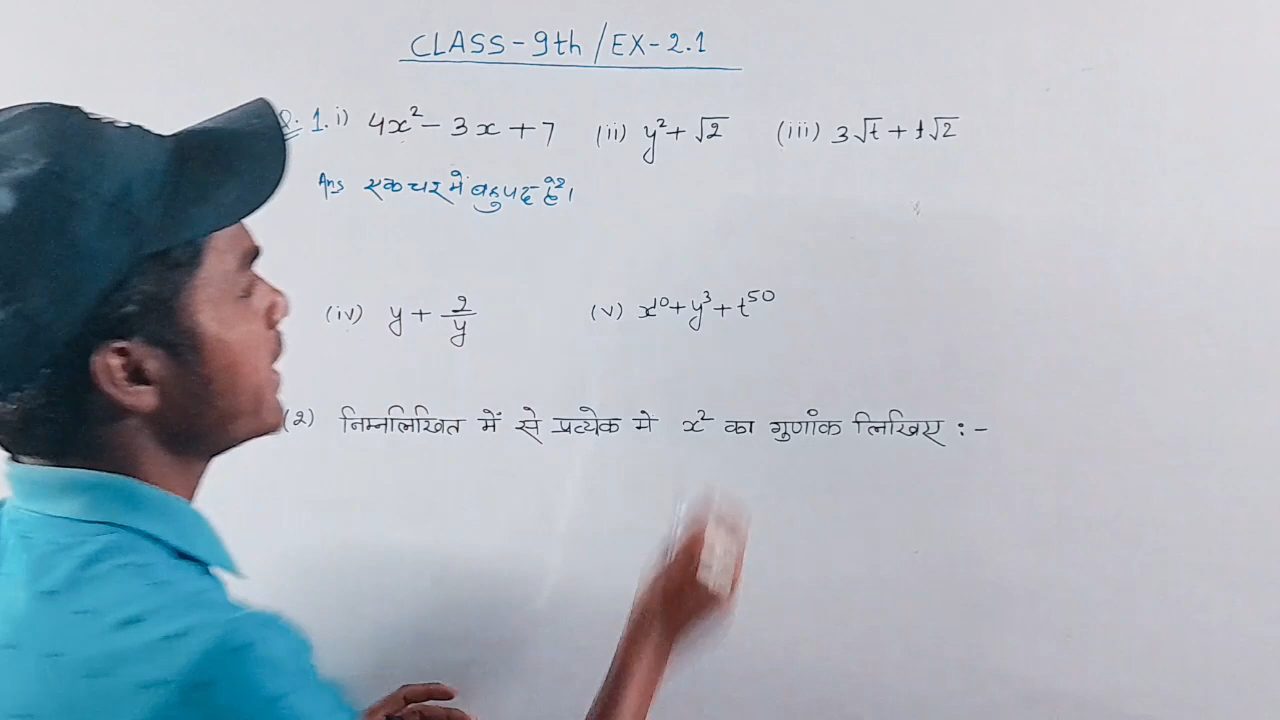 CLASS-9th/EX-2.1
1. i) 4x² - 3x + 7 (ii) y² + √2 (iii) 3√t + t√2
Ans एक चर में बहुपद है।
(iv) y + 2/y (v) x¹⁰ + y³ + t⁵⁰
(2) निम्नलिखित में से प्रत्येक मे x² का गुणांक लिखिए :-